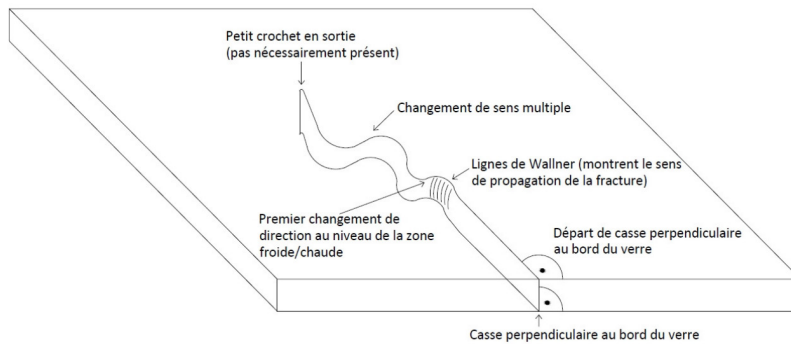 Petit crochet en sortie
(pas nécessairement présent)
Changement de sens multiple
Lignes de Wallner (montrent le sens
de propagation de la fracture)
Premier changement de
direction au niveau de la zone
froide/chaude
Départ de casse perpendiculaire
au bord du verre
Casse perpendiculaire au bord du verre